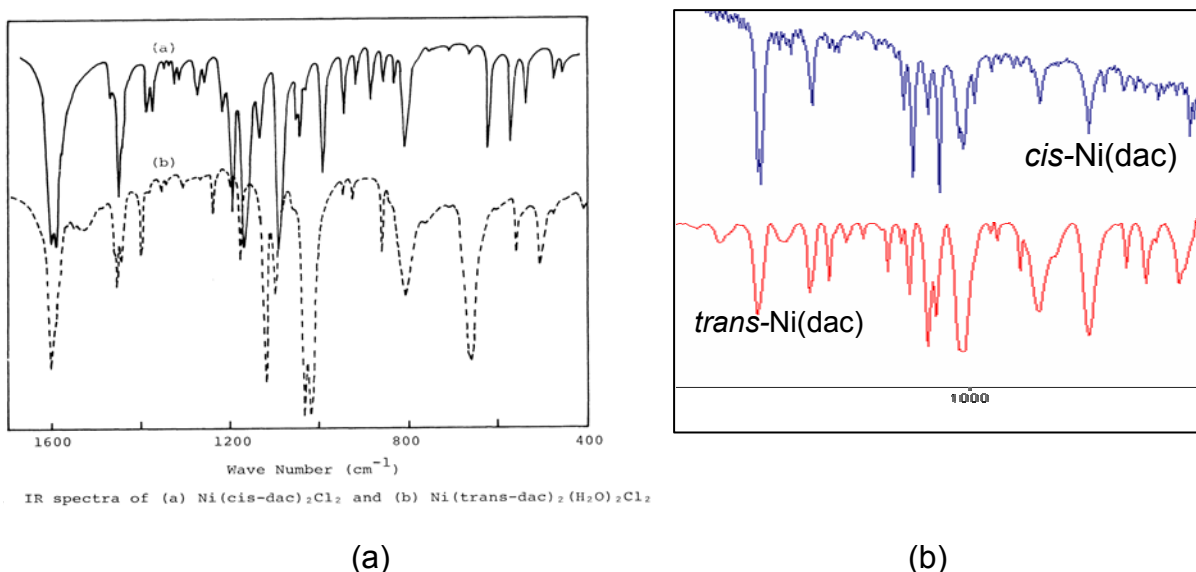 (a)
(b)
1600
1200
800
400
Wave Number (cm⁻¹)
IR spectra of (a) Ni(cis-dac)₂Cl₂ and (b) Ni(trans-dac)₂(H₂O)₂Cl₂
(a)
cis-Ni(dac)
trans-Ni(dac)
1000
(b)